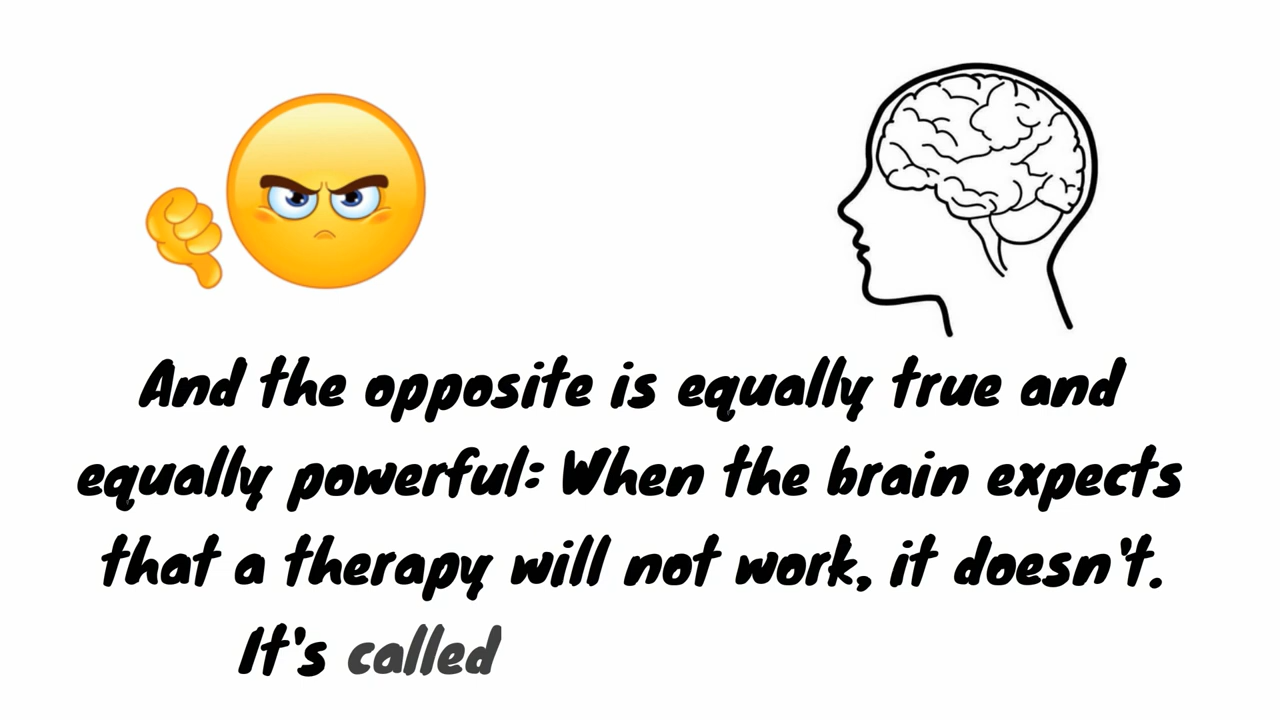 And the opposite is equally true and
equally powerful: When the brain expects
that a therapy will not work, it doesn't.
It's called